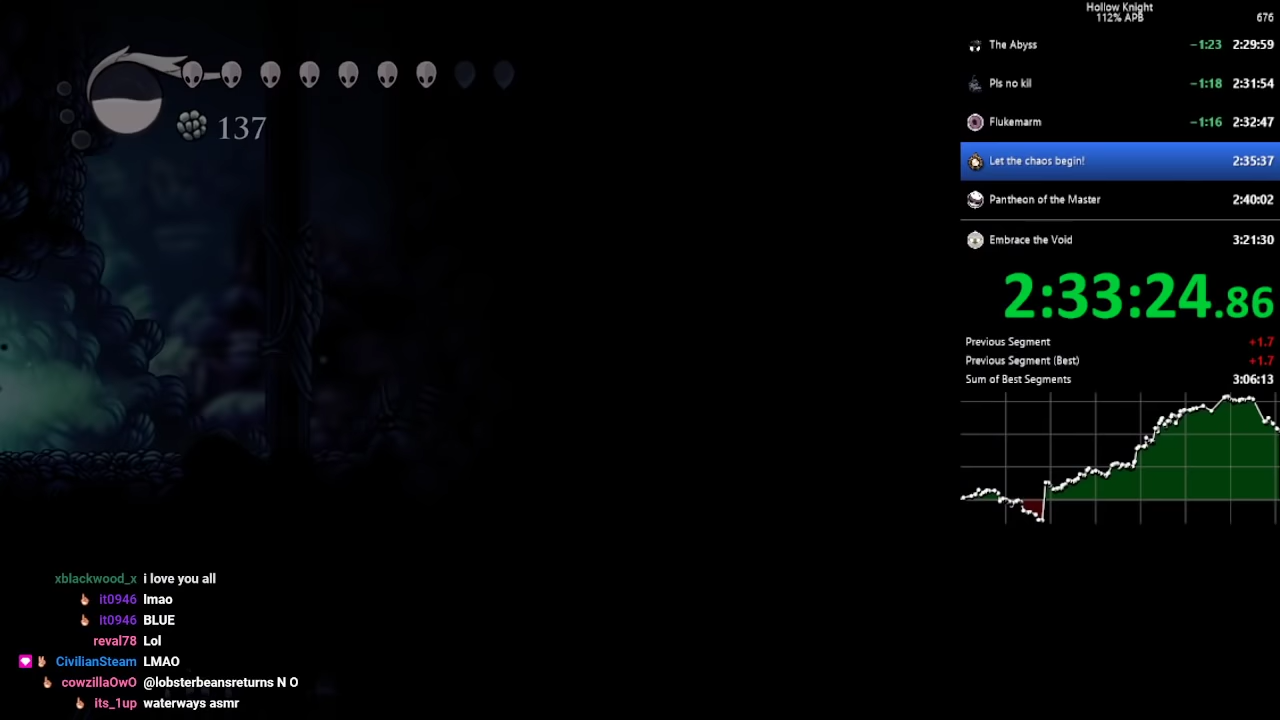 Hollow Knight
112% APB
676
137
The Abyss −1:23 2:29:59
Pls no kil −1:18 2:31:54
Flukemarm −1:16 2:32:47
Let the chaos begin! 2:35:37
Pantheon of the Master 2:40:02
Embrace the Void 3:21:30
2:33:24.86
Previous Segment +1.7
Previous Segment (Best) +1.7
Sum of Best Segments 3:06:13
xblackwood_x i love you all
it0946 lmao
it0946 BLUE
reval78 Lol
CivilianSteam LMAO
cowzillaOwO @lobsterbeansreturns N O
its_1up waterways asmr